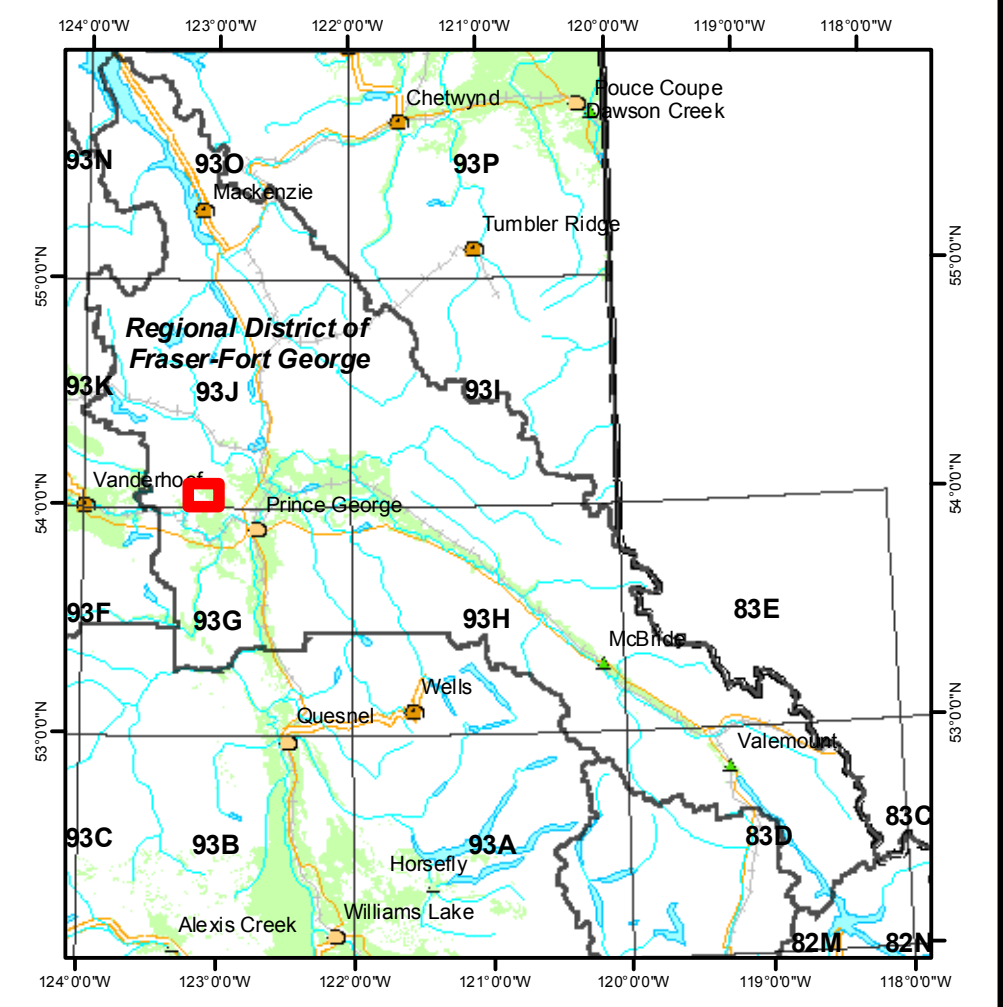 124°0'0"W 123°0'0"W 122°0'0"W 121°0'0"W 120°0'0"W 119°0'0"W 118°0'0"W
Pouce Coupe
Chetwynd
Dawson Creek
93N
93O
93P
Mackenzie
Tumbler Ridge
55°0'0"N
55°0'0"N
Regional District of
Fraser-Fort George
93K
93J
93I
Vanderhoof
Prince George
54°0'0"N
54°0'0"N
93F
93G
93H
83E
McBride
Wells
Quesnel
53°0'0"N
53°0'0"N
Valemount
93C
93B
93A
83D
83C
Horsefly
Williams Lake
Alexis Creek
82M
82N
124°0'0"W 123°0'0"W 122°0'0"W 121°0'0"W 120°0'0"W 119°0'0"W 118°0'0"W